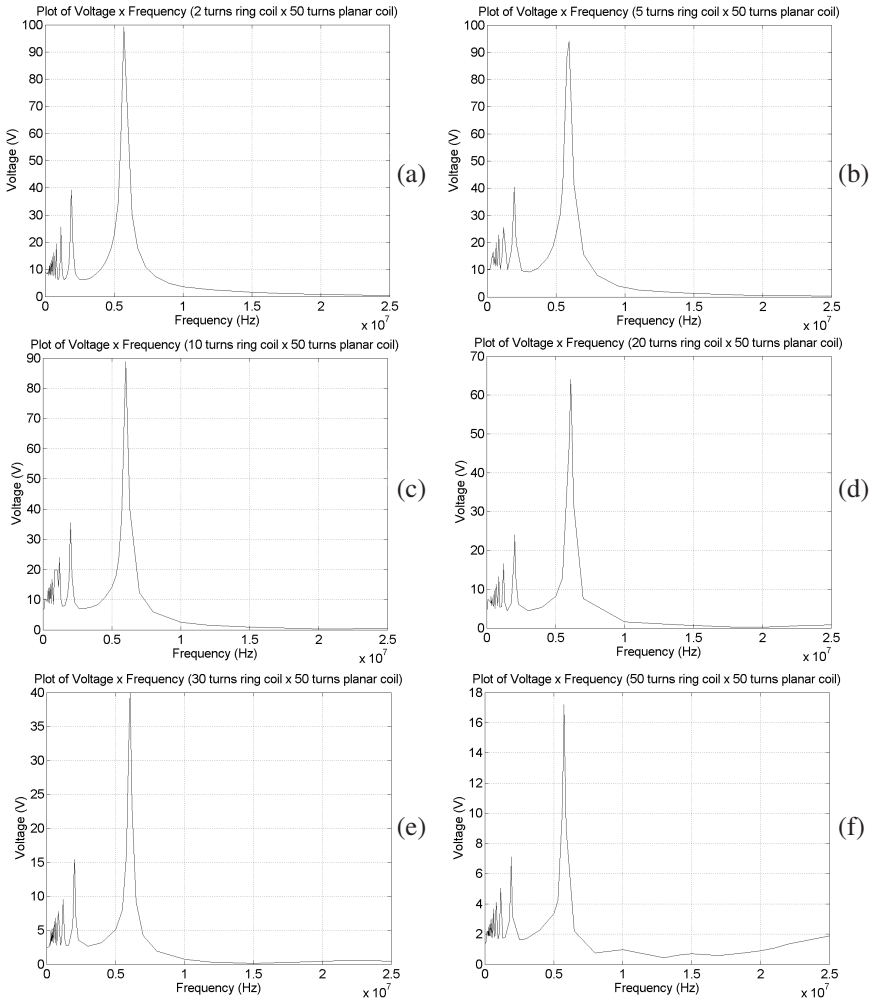 Plot of Voltage x Frequency (2 turns ring coil x 50 turns planar coil)
100
90
80
70
60
50
40
30
20
10
0
Voltage (V)
0 0.5 1 1.5 2 2.5
Frequency (Hz)
x 10^7
(a)
Plot of Voltage x Frequency (5 turns ring coil x 50 turns planar coil)
100
90
80
70
60
50
40
30
20
10
0
Voltage (V)
0 0.5 1 1.5 2 2.5
Frequency (Hz)
x 10^7
(b)
Plot of Voltage x Frequency (10 turns ring coil x 50 turns planar coil)
90
80
70
60
50
40
30
20
10
0
Voltage (V)
0 0.5 1 1.5 2 2.5
Frequency (Hz)
x 10^7
(c)
Plot of Voltage x Frequency (20 turns ring coil x 50 turns planar coil)
70
60
50
40
30
20
10
0
Voltage (V)
0 0.5 1 1.5 2 2.5
Frequency (Hz)
x 10^7
(d)
Plot of Voltage x Frequency (30 turns ring coil x 50 turns planar coil)
40
35
30
25
20
15
10
5
0
Voltage (V)
0 0.5 1 1.5 2 2.5
Frequency (Hz)
x 10^7
(e)
Plot of Voltage x Frequency (50 turns ring coil x 50 turns planar coil)
18
16
14
12
10
8
6
4
2
0
Voltage (V)
0 0.5 1 1.5 2 2.5
Frequency (Hz)
x 10^7
(f)